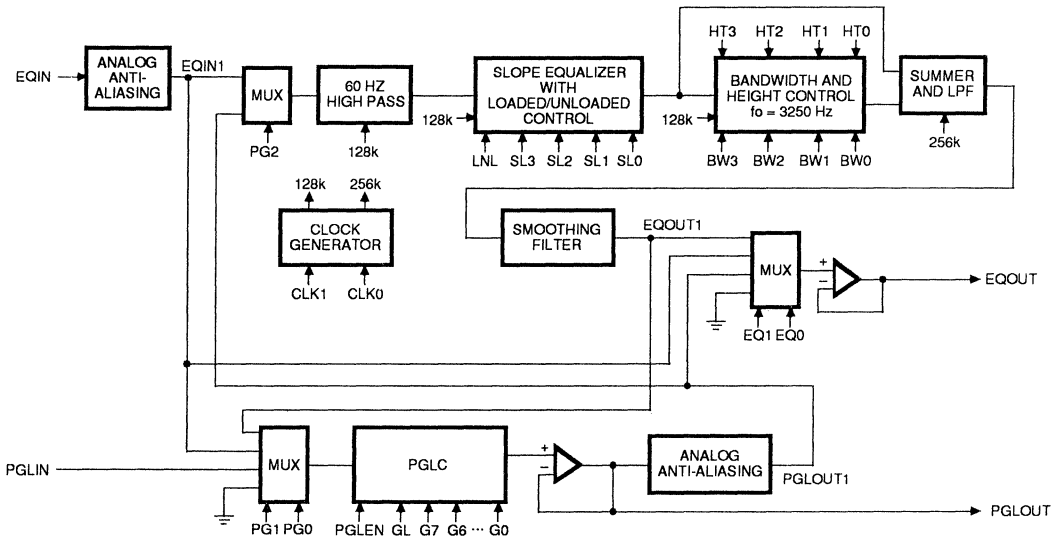 HT3 HT2 HT1 HT0
EQIN
ANALOG
ANTI-
ALIASING
EQIN1
MUX
PG2
60 HZ
HIGH PASS
128k
SLOPE EQUALIZER
WITH
LOADED/UNLOADED
CONTROL
128k
LNL SL3 SL2 SL1 SL0
BANDWIDTH AND
HEIGHT CONTROL
fo = 3250 Hz
128k
BW3 BW2 BW1 BW0
SUMMER
AND LPF
256k
128k 256k
CLOCK
GENERATOR
CLK1 CLK0
SMOOTHING
FILTER
EQOUT1
MUX
EQ1 EQ0
+
−
EQOUT
PGLIN
MUX
PG1 PG0
PGLC
PGLEN GL G7 G6 ··· G0
+
−
ANALOG
ANTI-ALIASING
PGLOUT1
PGLOUT